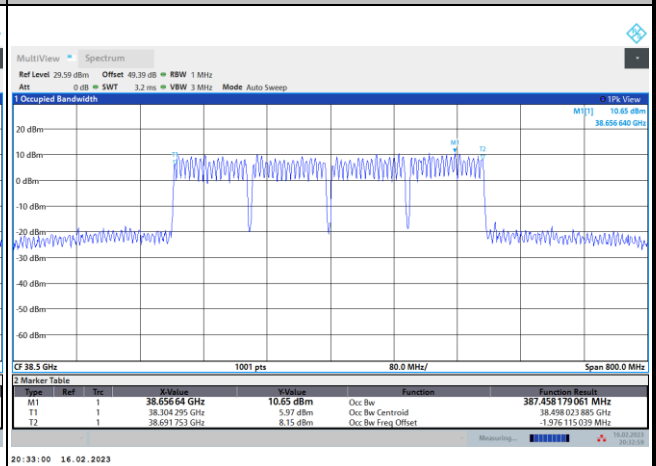 MultiView Spectrum
Ref Level 29.59 dBm Offset 49.39 dB RBW 1 MHz
Att 0 dB SWT 3.2 ms VBW 3 MHz Mode Auto Sweep
1 Occupied Bandwidth 1Pk View
M1[1] 10.65 dBm
38.656 640 GHz
20 dBm
M1
10 dBm
T1 T2
0 dBm
-10 dBm
-20 dBm
-30 dBm
-40 dBm
-50 dBm
-60 dBm
CF 38.5 GHz 1001 pts 80.0 MHz/ Span 800.0 MHz
2 Marker Table
Type Ref Trc X-Value Y-Value Function Function Result
M1 1 38.656 64 GHz 10.65 dBm Occ Bw 387.458 179 061 MHz
T1 1 38.304 295 GHz 5.97 dBm Occ Bw Centroid 38.498 023 885 GHz
T2 1 38.691 753 GHz 8.15 dBm Occ Bw Freq Offset -1.976 115 039 MHz
Measuring... 16.02.2023
20:32:59
20:33:00 16.02.2023